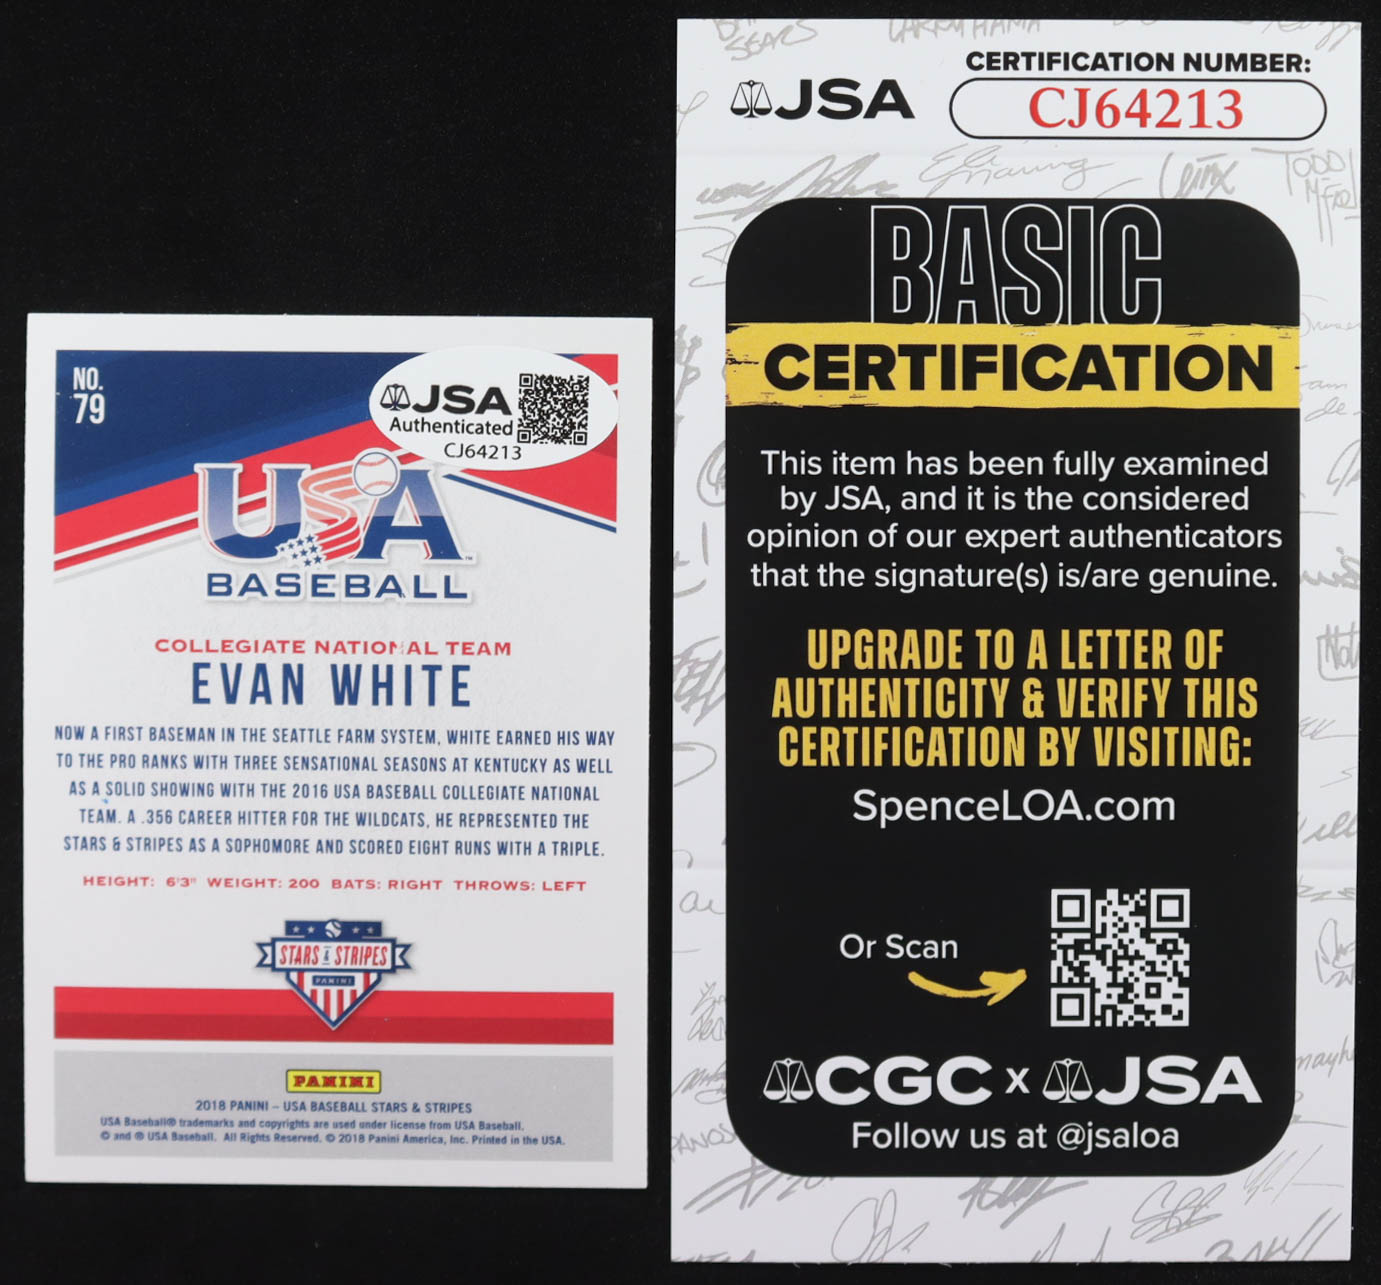 NO.
79
JSA
Authenticated
CJ64213
USA
BASEBALL
COLLEGIATE NATIONAL TEAM
EVAN WHITE
NOW A FIRST BASEMAN IN THE SEATTLE FARM SYSTEM, WHITE EARNED HIS WAY
TO THE PRO RANKS WITH THREE SENSATIONAL SEASONS AT KENTUCKY AS WELL
AS A SOLID SHOWING WITH THE 2016 USA BASEBALL COLLEGIATE NATIONAL
TEAM. A .356 CAREER HITTER FOR THE WILDCATS, HE REPRESENTED THE
STARS & STRIPES AS A SOPHOMORE AND SCORED EIGHT RUNS WITH A TRIPLE.
HEIGHT: 6'3" WEIGHT: 200 BATS: RIGHT THROWS: LEFT
STARS & STRIPES
PANINI
PANINI
2018 PANINI – USA BASEBALL STARS & STRIPES
USA Baseball® trademarks and copyrights are used under license from USA Baseball.
© and ® USA Baseball. All Rights Reserved. © 2018 Panini America, Inc. Printed in the USA.
JSA
CERTIFICATION NUMBER:
CJ64213
BASIC
CERTIFICATION
This item has been fully examined
by JSA, and it is the considered
opinion of our expert authenticators
that the signature(s) is/are genuine.
UPGRADE TO A LETTER OF
AUTHENTICITY & VERIFY THIS
CERTIFICATION BY VISITING:
SpenceLOA.com
Or Scan
CGC x JSA
Follow us at @jsaloa